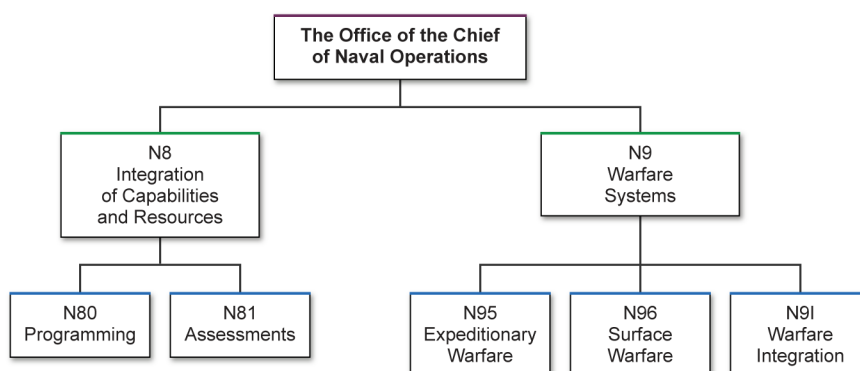 The Office of the Chief
of Naval Operations
N8
Integration
of Capabilities
and Resources
N9
Warfare
Systems
N80
Programming
N81
Assessments
N95
Expeditionary
Warfare
N96
Surface
Warfare
N9I
Warfare
Integration